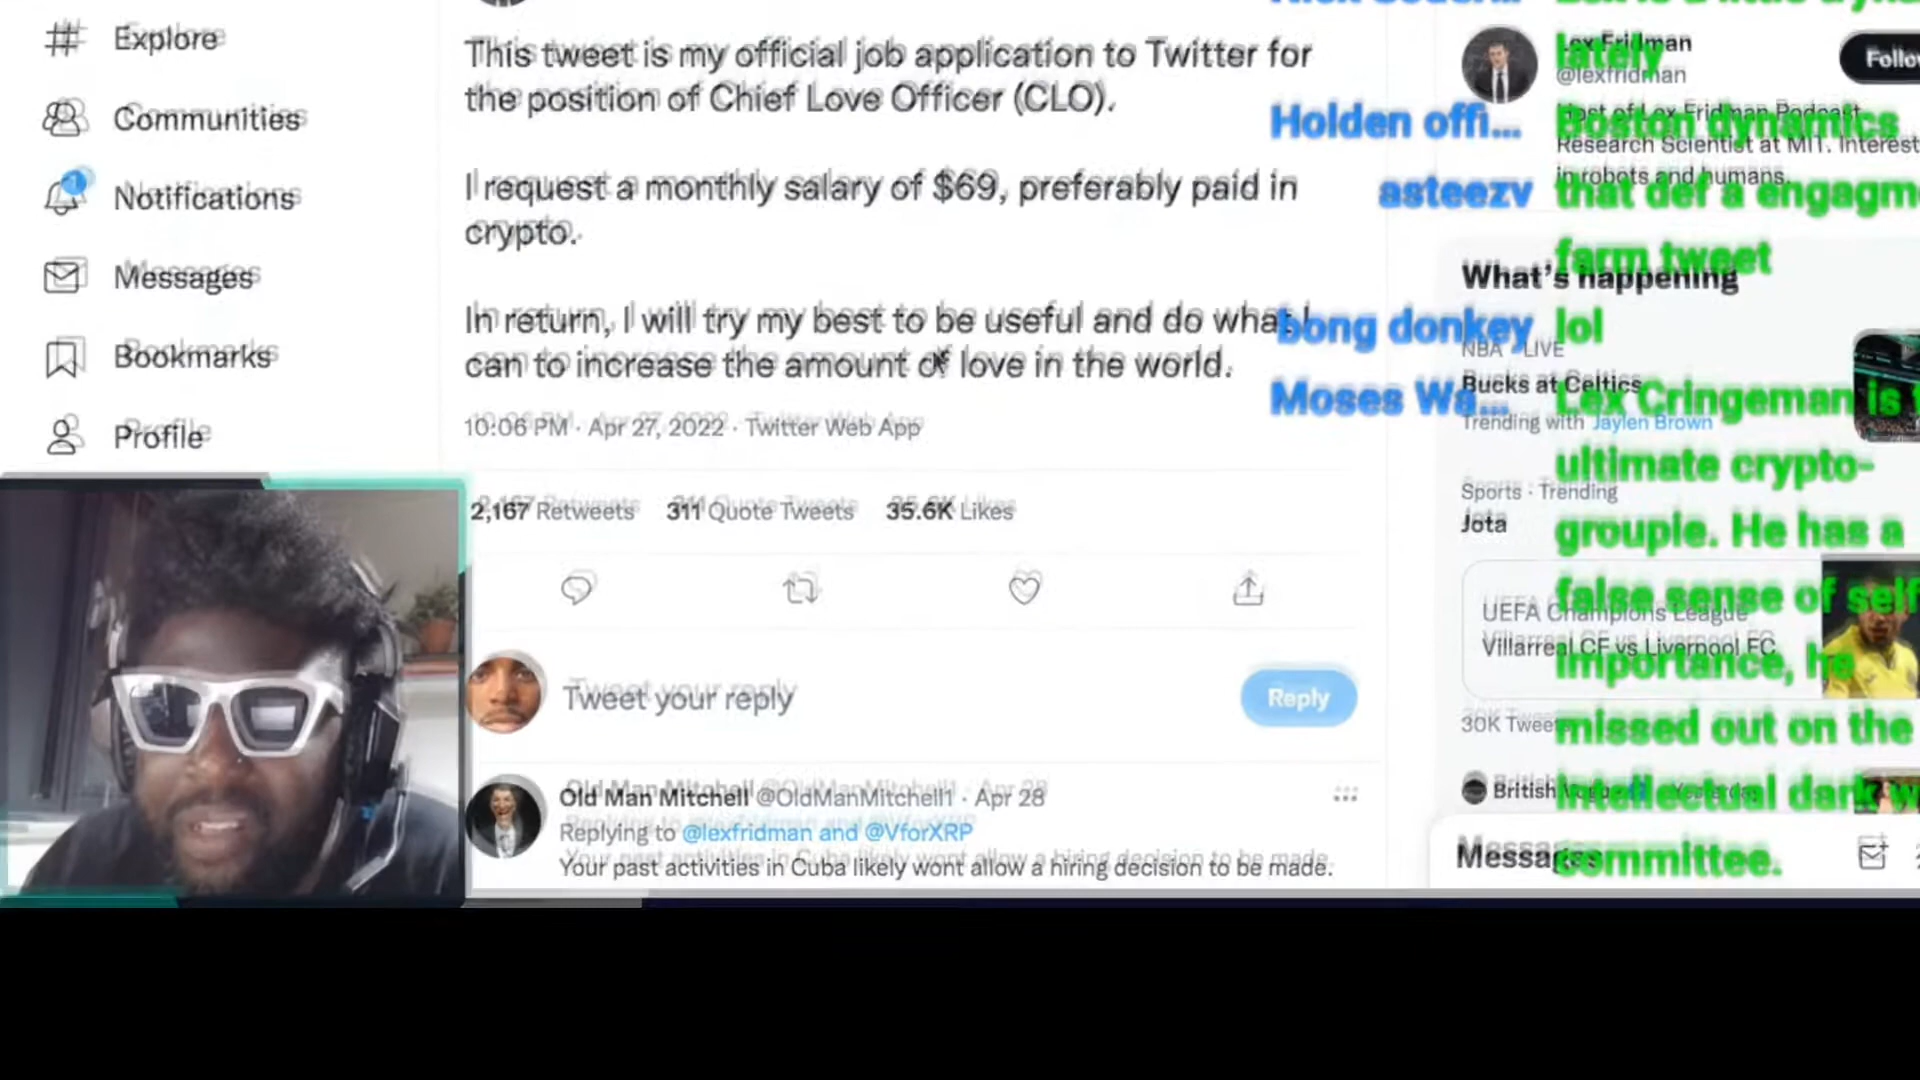 Explore
Communities
Notifications
Messages
Bookmarks
Profile
This tweet is my official job application to Twitter for
the position of Chief Love Officer (CLO).
I request a monthly salary of $69, preferably paid in
crypto.
In return, I will try my best to be useful and do what I
can to increase the amount of love in the world.
10:06 PM · Apr 27, 2022 · Twitter Web App
2,167 Retweets 311 Quote Tweets 35.6K Likes
Tweet your reply
Reply
Old Man Mitchell @OldManMitchell1 · Apr 28
Replying to @lexfridman and @VforXRP
Your past activities in Cuba likely wont allow a hiring decision to be made.
lately
Holden offi... Boston dynamics
asteezv that def a engagm
farm tweet
bong donkey lol
Moses Wa... Lex Cringeman is
ultimate crypto-
groupie. He has a
false sense of self
importance, he
missed out on the
intellectual dark
committee.
Lex Fridman
@lexfridman
Host of Lex Fridman Podcast.
Research Scientist at MIT. Interest
in robots and humans.
What's happening
NBA · LIVE
Bucks at Celtics
Trending with Jaylen Brown
Sports · Trending
Jota
UEFA Champions League
Villarreal CF vs Liverpool FC
30K Tweet
British
Messages